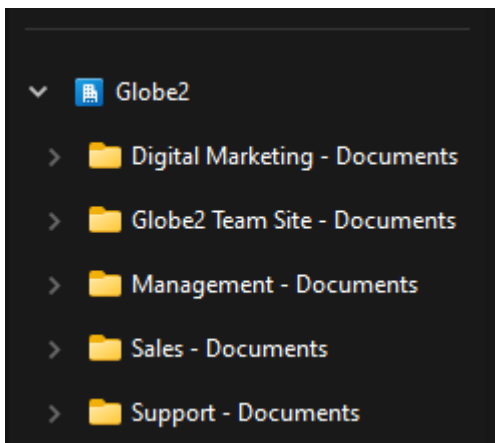 Globe2
Digital Marketing - Documents
Globe2 Team Site - Documents
Management - Documents
Sales - Documents
Support - Documents